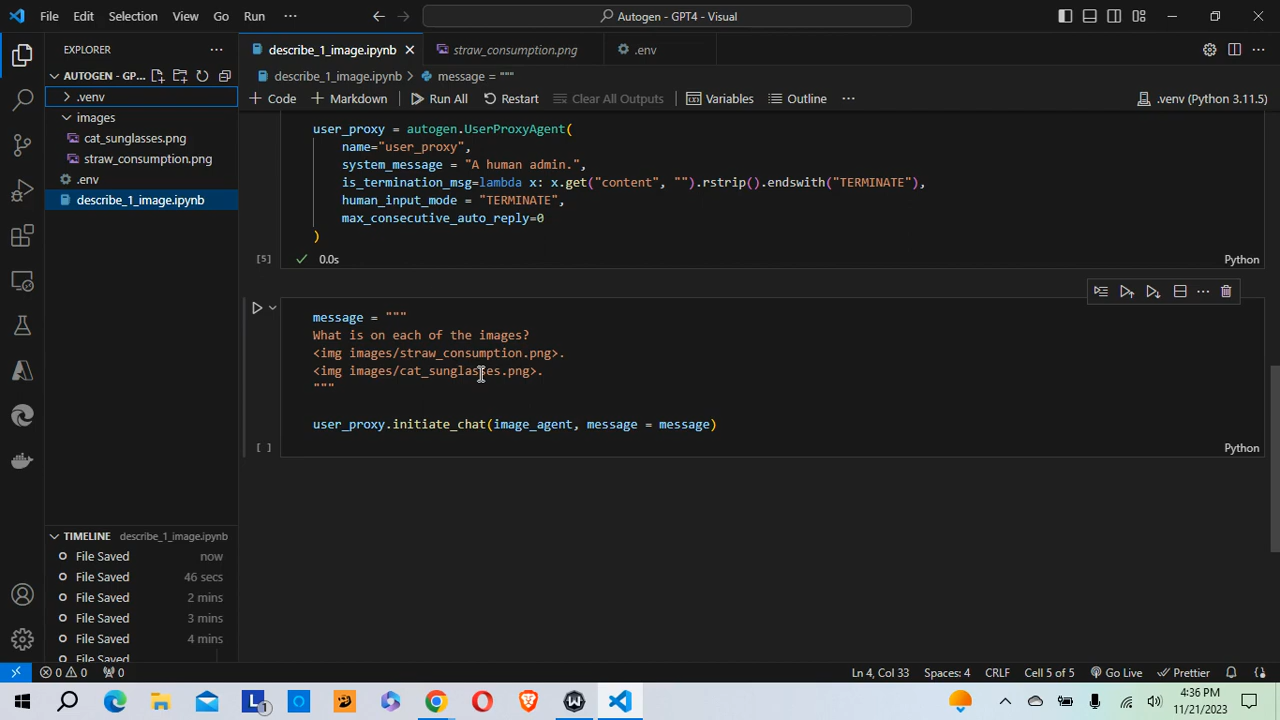 File Edit Selection View Go Run ··· Autogen - GPT4 - Visual
EXPLORER ···
describe_1_image.ipynb straw_consumption.png .env
AUTOGEN - GP...
describe_1_image.ipynb > message = """
.venv
+ Code + Markdown Run All Restart Clear All Outputs Variables Outline ··· .venv (Python 3.11.5)
images
cat_sunglasses.png
straw_consumption.png
.env
describe_1_image.ipynb
user_proxy = autogen.UserProxyAgent(
name="user_proxy",
system_message = "A human admin.",
is_termination_msg=lambda x: x.get("content", "").rstrip().endswith("TERMINATE"),
human_input_mode = "TERMINATE",
max_consecutive_auto_reply=0
)
[5] 0.0s Python
message = """
What is on each of the images?
<img images/straw_consumption.png>.
<img images/cat_sunglasses.png>.
"""
user_proxy.initiate_chat(image_agent, message = message)
[ ] Python
TIMELINE describe_1_image.ipynb
File Saved now
File Saved 46 secs
File Saved 2 mins
File Saved 3 mins
File Saved 4 mins
File Saved
0 0 0 Ln 4, Col 33 Spaces: 4 CRLF Cell 5 of 5 Go Live Prettier
L 1
4:36 PM
11/21/2023